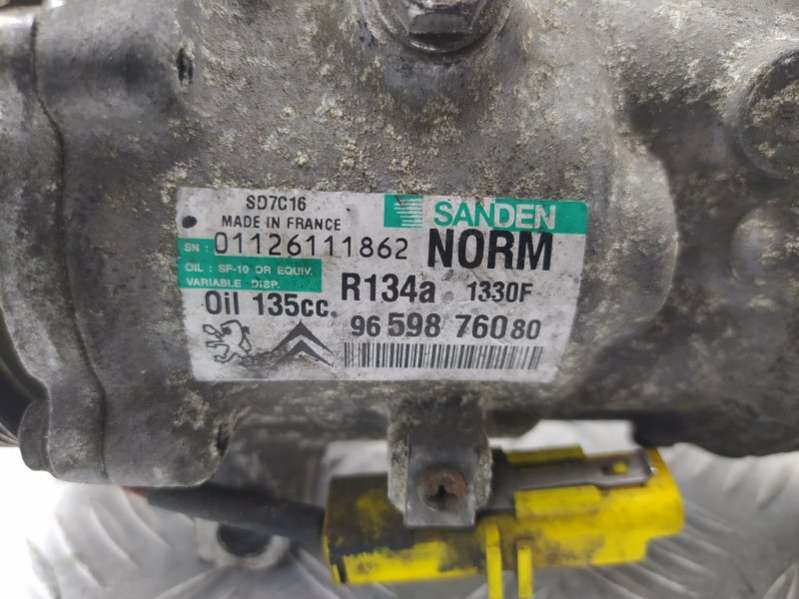 SD7C16
MADE IN FRANCE
SANDEN
SN: 01126111862
NORM
OIL : SP-10 OR EQUIV.
VARIABLE DISP.
R134a 1330F
Oil 135cc.
96 598 760 80